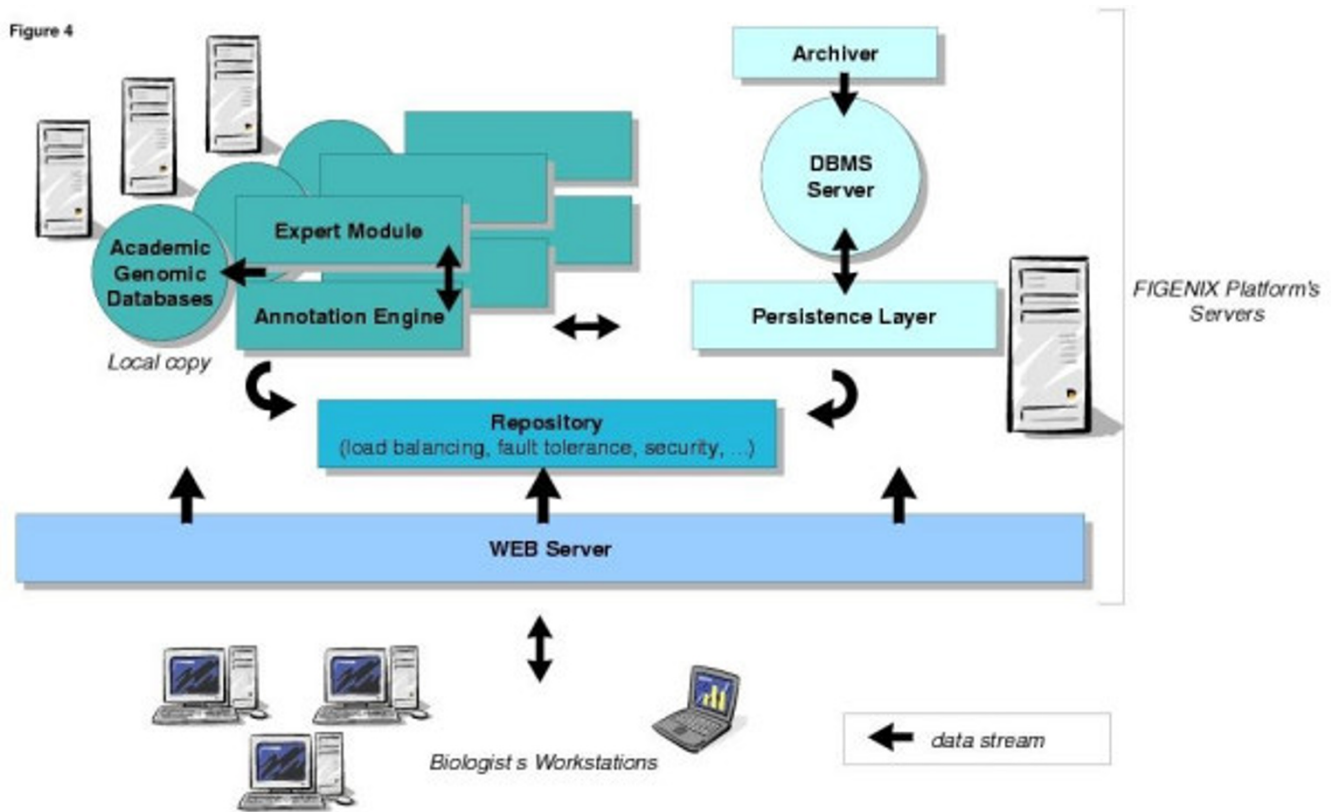 Figure 4
Archiver
DBMS
Server
Expert Module
Academic
Genomic
Databases
Annotation Engine
Local copy
Persistence Layer
FIGENIX Platform's
Servers
Repository
(load balancing, fault tolerance, security, ...)
WEB Server
Biologist s Workstations
data stream